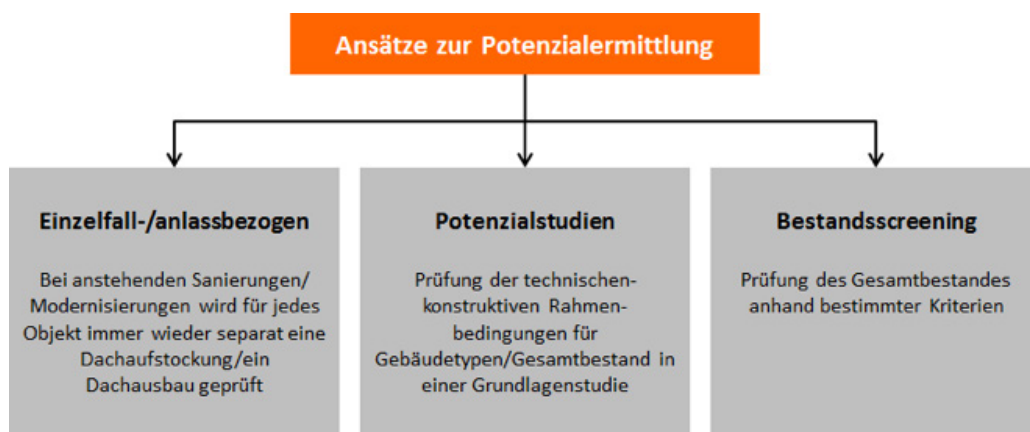 Ansätze zur Potenzialermittlung
Einzelfall-/anlassbezogen
Bei anstehenden Sanierungen/
Modernisierungen wird für jedes
Objekt immer wieder separat eine
Dachaufstockung/ein
Dachausbau geprüft
Potenzialstudien
Prüfung der technischen-
konstruktiven Rahmen-
bedingungen für
Gebäudetypen/Gesamtbestand in
einer Grundlagenstudie
Bestandsscreening
Prüfung des Gesamtbestandes
anhand bestimmter Kriterien